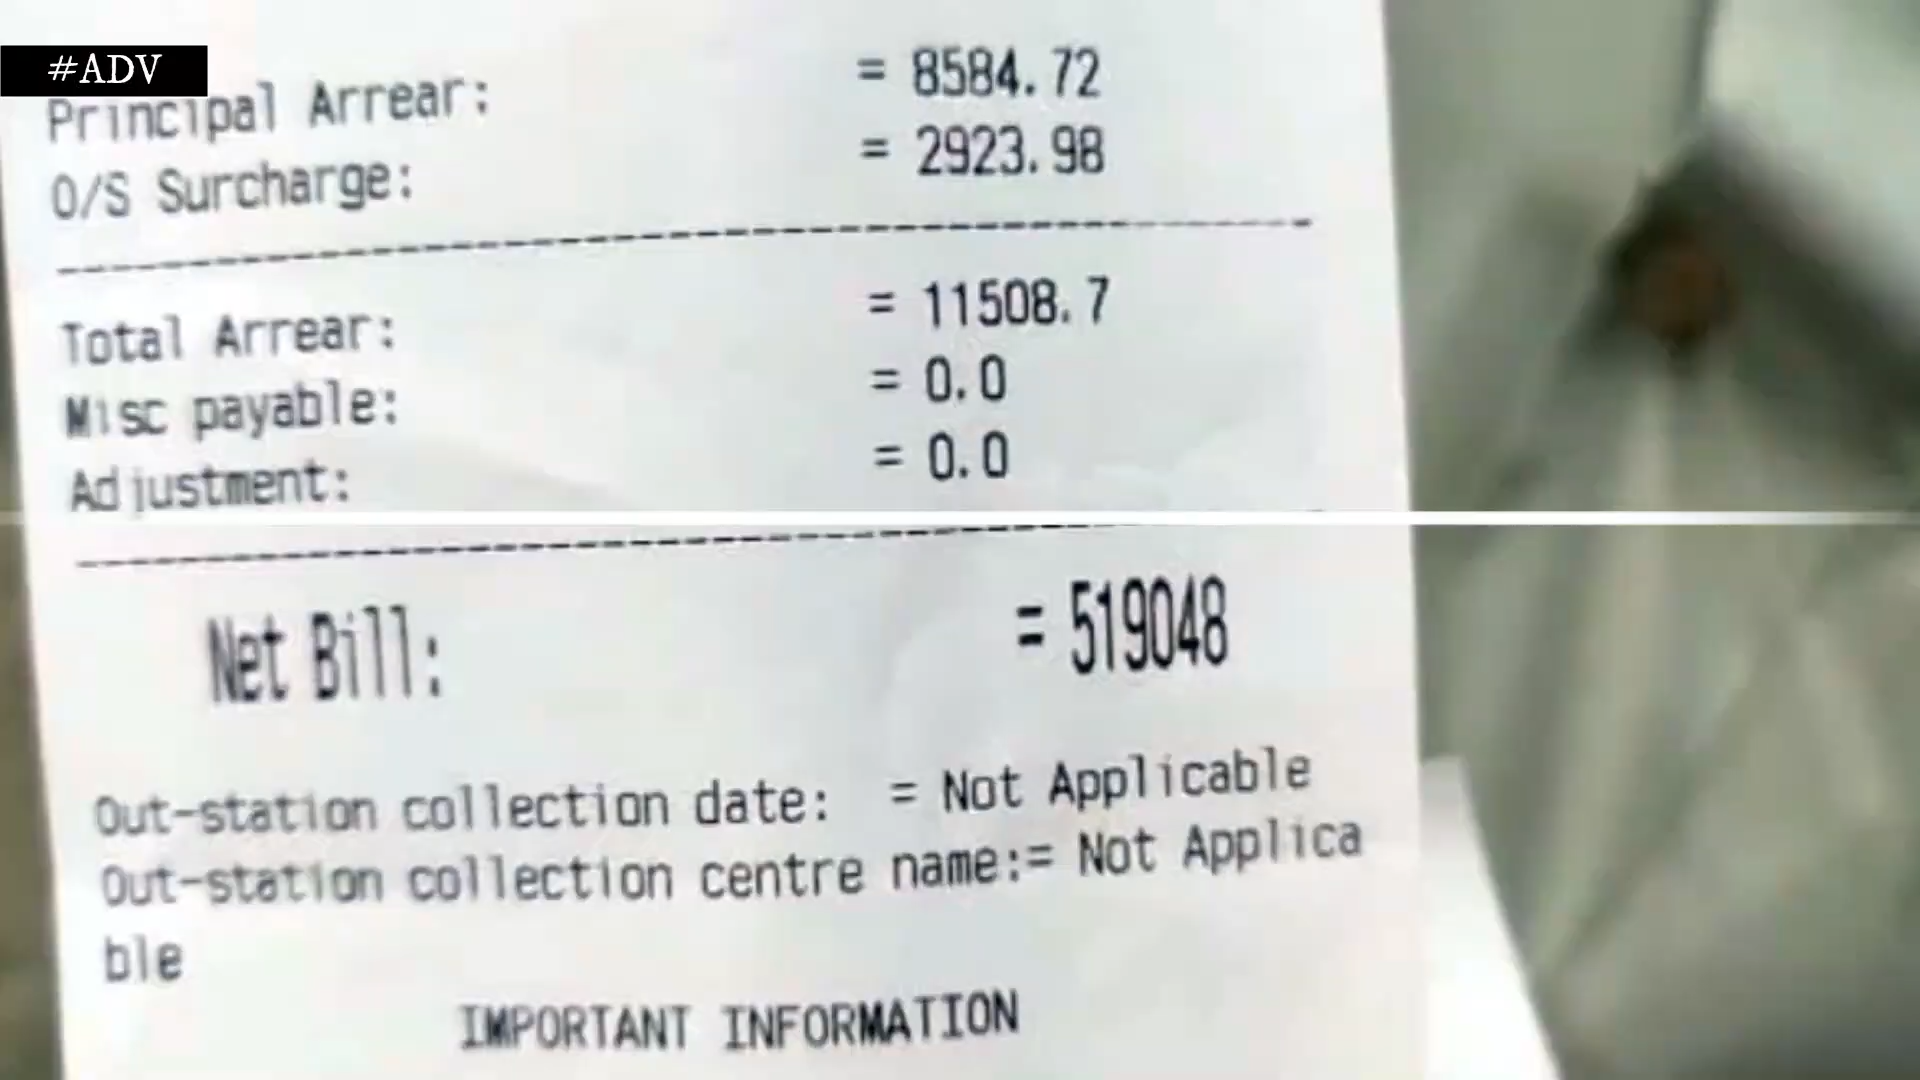 #ADV
Principal Arrear: = 8584.72
O/S Surcharge: = 2923.98
Total Arrear: = 11508.7
Misc payable: = 0.0
Adjustment: = 0.0
Net Bill: = 519048
Out-station collection date: = Not Applicable
Out-station collection centre name:= Not Applica
ble
IMPORTANT INFORMATION